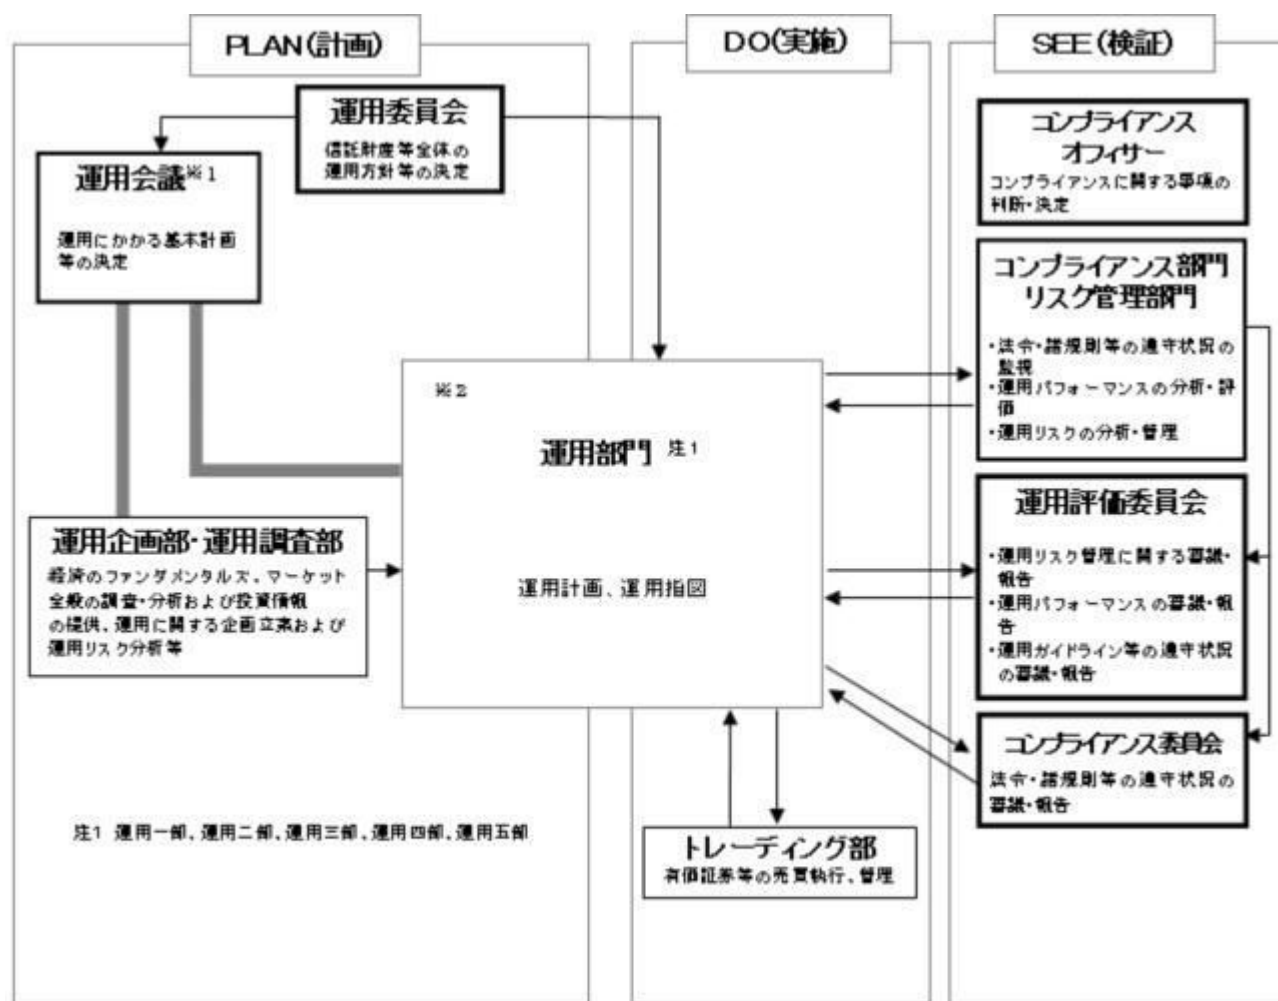 PLAN(計画)
DO(実施)
SEE(検証)
運用委員会
信託財産等全体の
運用方針等の決定
運用会議※1
運用にかかる基本計画
等の決定
※2
運用部門 注1
運用計画、運用指図
運用企画部・運用調査部
経済のファンダメンタルズ、マーケット
全般の調査・分析および投資情報
の提供、運用に関する企画立案および
運用リスク分析等
注1 運用一部、運用二部、運用三部、運用四部、運用五部
トレーディング部
有価証券等の売買執行、管理
コンプライアンス
オフィサー
コンプライアンスに関する事項の
判断・決定
コンプライアンス部門
リスク管理部門
・法令・諸規則等の遵守状況の
監視
・運用パフォーマンスの分析・評
価
・運用リスクの分析・管理
運用評価委員会
・運用リスク管理に関する審議・
報告
・運用パフォーマンスの審議・報
告
・運用ガイドライン等の遵守状況
の審議・報告
コンプライアンス委員会
法令・諸規則等の遵守状況の
審議・報告